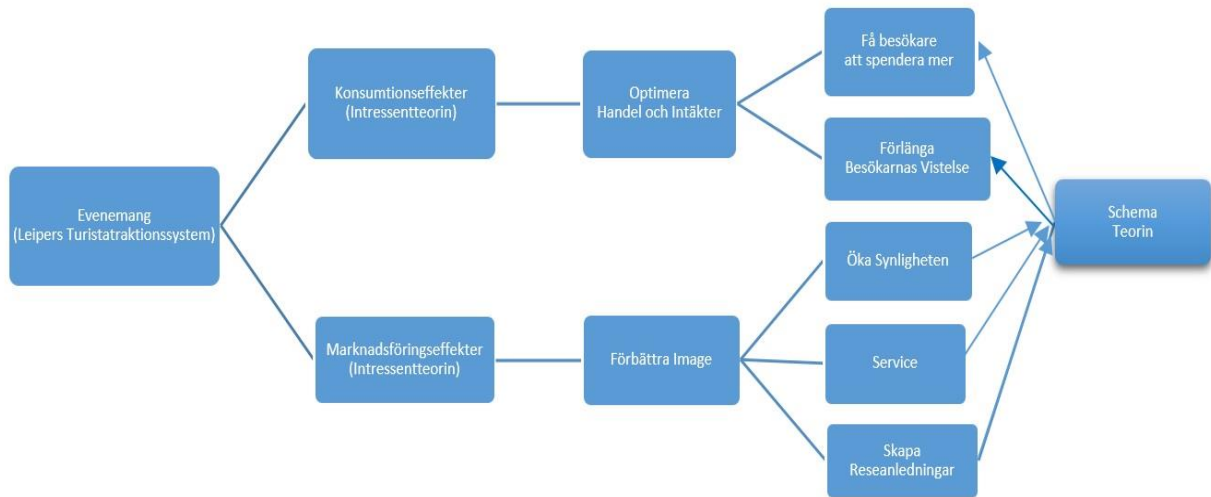 Evenemang
(Leipers Turistatraktionssystem)
Konsumtionseffekter
(Intressentteorin)
Marknadsföringseffekter
(Intressentteorin)
Optimera
Handel och Intäkter
Förbättra Image
Få besökare
att spendera mer
Förlänga
Besökarnas Vistelse
Öka Synligheten
Service
Skapa
Reseanledningar
Schema
Teorin